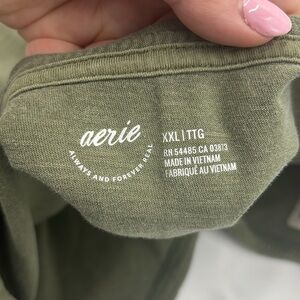 aerie
ALWAYS AND FOREVER REAL
XXL | TTG
RN 54485 CA 03813
MADE IN VIETNAM
FABRIQUÉ AU VIETNAM